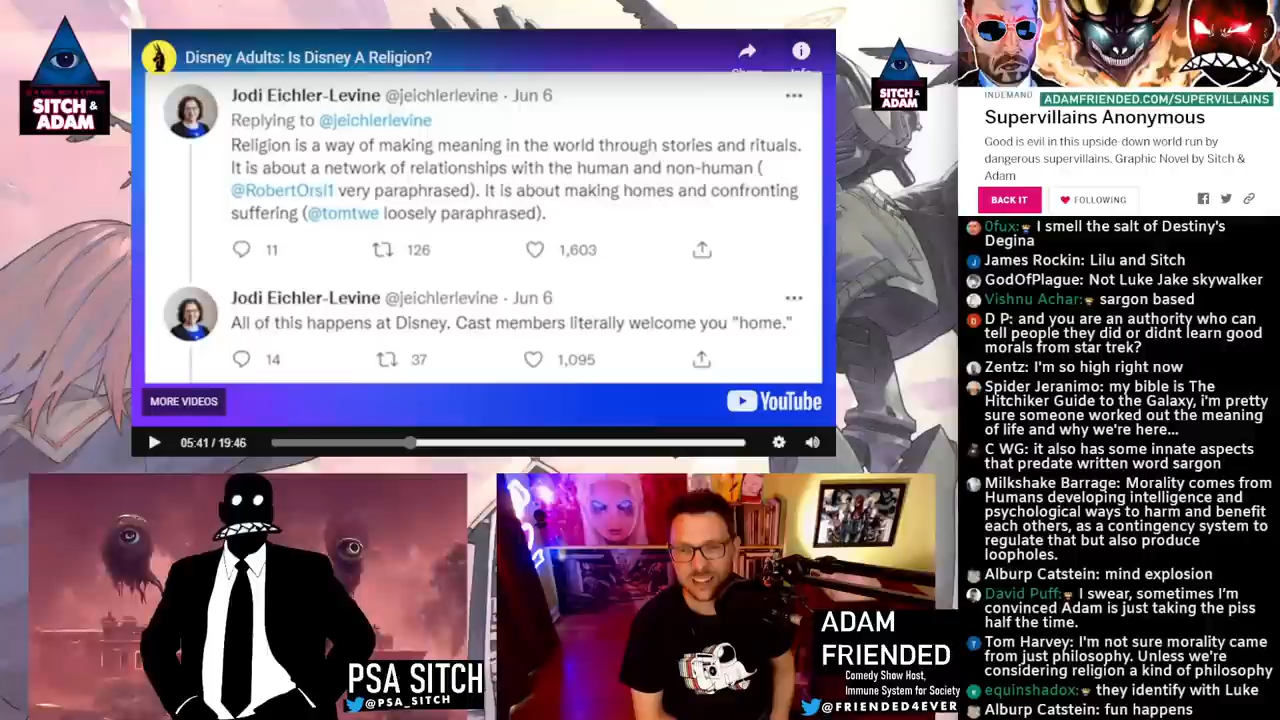 SITCH &
ADAM
Disney Adults: Is Disney A Religion?
Jodi Eichler-Levine @jeichlerlevine · Jun 6
Replying to @jeichlerlevine
Religion is a way of making meaning in the world through stories and rituals.
It is about a network of relationships with the human and non-human (
@RobertOrsi1 very paraphrased). It is about making homes and confronting
suffering (@tomtwe loosely paraphrased).
11 126 1,603
Jodi Eichler-Levine @jeichlerlevine · Jun 6
All of this happens at Disney. Cast members literally welcome you "home."
14 37 1,095
MORE VIDEOS
YouTube
05:41 / 19:46
SITCH &
ADAM
INDEMAND
ADAMFRIENDED.COM/SUPERVILLAINS
Supervillains Anonymous
Good is evil in this upside-down world run by
dangerous supervillains. Graphic Novel by Sitch &
Adam
BACK IT
FOLLOWING
0fux: I smell the salt of Destiny's
Degina
James Rockin: Lilu and Sitch
GodOfPlague: Not Luke Jake skywalker
Vishnu Achar: sargon based
D P: and you are an authority who can
tell people they did or didnt learn good
morals from star trek?
Zentz: I'm so high right now
Spider Jeranimo: my bible is The
Hitchiker Guide to the Galaxy, i'm pretty
sure someone worked out the meaning
of life and why we're here...
C WG: it also has some innate aspects
that predate written word sargon
Milkshake Barrage: Morality comes from
Humans developing intelligence and
psychological ways to harm and benefit
each others, as a contingency system to
regulate that but also produce
loopholes.
Alburp Catstein: mind explosion
David Puff: I swear, sometimes I'm
convinced Adam is just taking the piss
half the time.
Tom Harvey: I'm not sure morality came
from just philosophy. Unless we're
considering religion a kind of philosophy
equinshadox: they identify with Luke
Alburp Catstein: fun happens
PSA SITCH
@PSA_SITCH
ADAM
FRIENDED
Comedy Show Host,
Immune System for Society
@FRIENDED4EVER